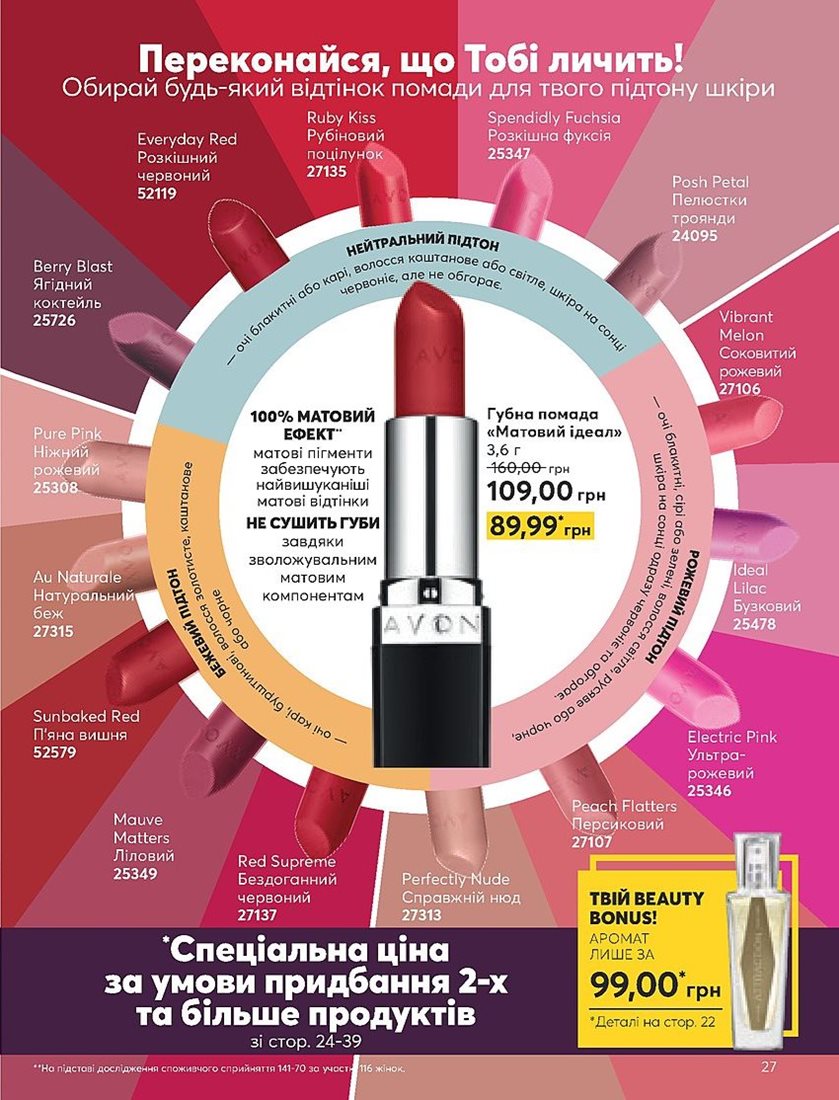 Переконайся, що Тобі личить!
Обирай будь-який відтінок помади для твого підтону шкіри
Ruby Kiss
Рубіновий
поцілунок
27135
Spendidly Fuchsia
Розкішна фуксія
25347
Everyday Red
Розкішний
червоний
52119
Posh Petal
Пелюстки
троянди
24095
Berry Blast
Ягідний
коктейль
25726
Vibrant
Melon
Соковитий
рожевий
27106
НЕЙТРАЛЬНИЙ ПІДТОН
— очі блакитні або карі, волосся каштанове або світле, шкіра на сонці
червоніє, але не обгорає.
100% МАТОВИЙ
ЕФЕКТ**
матові пігменти
забезпечують
найвишуканіші
матові відтінки
НЕ СУШИТЬ ГУБИ
завдяки
зволожувальним
матовим
компонентам
Губна помада
«Матовий ідеал»
3,6 г
160,00 грн
109,00 грн
89,99* грн
AVON
РОЖЕВИЙ ПІДТОН
— очі блакитні, сірі або зелені, волосся світле, русяве або чорне,
шкіра на сонці одразу червоніє та обгорає.
БЕЖЕВИЙ ПІДТОН
— очі карі, бурштинові, волосся золотисте, каштанове
або чорне
Pure Pink
Ніжний
рожевий
25308
Au Naturale
Натуральний
беж
27315
Ideal
Lilac
Бузковий
25478
Sunbaked Red
П'яна вишня
52579
Electric Pink
Ультра-
рожевий
25346
Mauve
Matters
Ліловий
25349
Peach Flatters
Персиковий
27107
Red Supreme
Бездоганний
червоний
27137
Perfectly Nude
Справжній нюд
27313
*Спеціальна ціна
за умови придбання 2-х
та більше продуктів
зі стор. 24-39
ТВІЙ BEAUTY
BONUS!
АРОМАТ
ЛИШЕ ЗА
99,00* грн
*Деталі на стор. 22
**На підставі дослідження споживчого сприйняття 141-70 за участі 116 жінок.
27